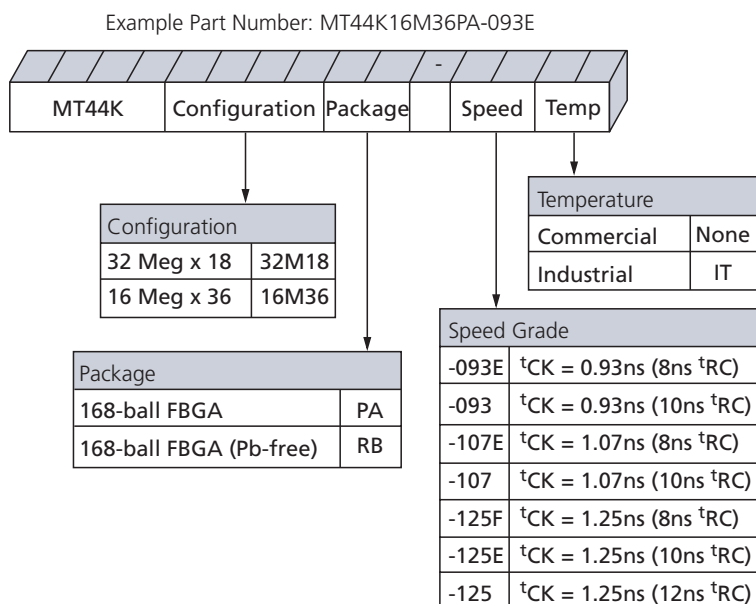 Example Part Number: MT44K16M36PA-093E
-
MT44K Configuration Package Speed Temp
Configuration
32 Meg x 18 32M18
16 Meg x 36 16M36
Package
168-ball FBGA PA
168-ball FBGA (Pb-free) RB
Temperature
Commercial None
Industrial IT
Speed Grade
-093E tCK = 0.93ns (8ns tRC)
-093 tCK = 0.93ns (10ns tRC)
-107E tCK = 1.07ns (8ns tRC)
-107 tCK = 1.07ns (10ns tRC)
-125F tCK = 1.25ns (8ns tRC)
-125E tCK = 1.25ns (10ns tRC)
-125 tCK = 1.25ns (12ns tRC)